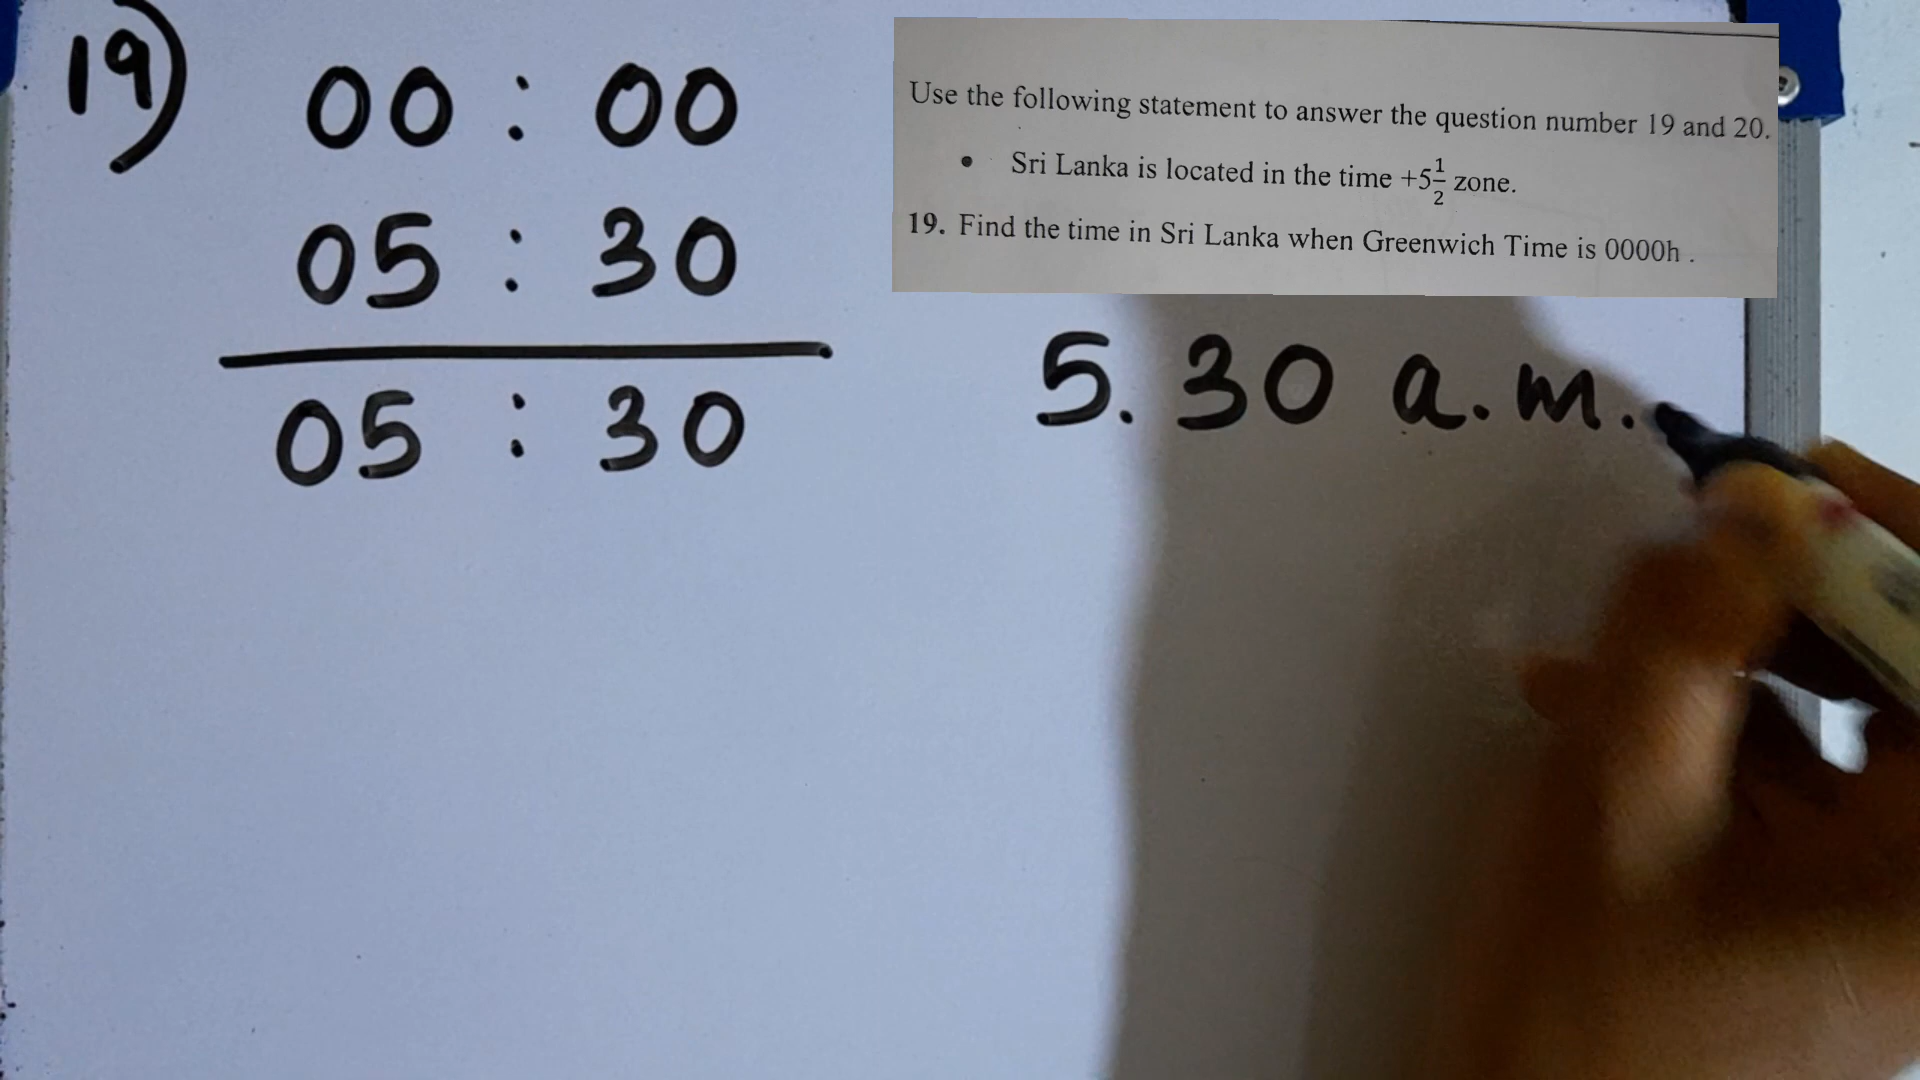 19)
00 : 00
05 : 30
05 : 30
Use the following statement to answer the question number 19 and 20.
• Sri Lanka is located in the time +5 1/2 zone.
19. Find the time in Sri Lanka when Greenwich Time is 0000h .
5.30 a.m.